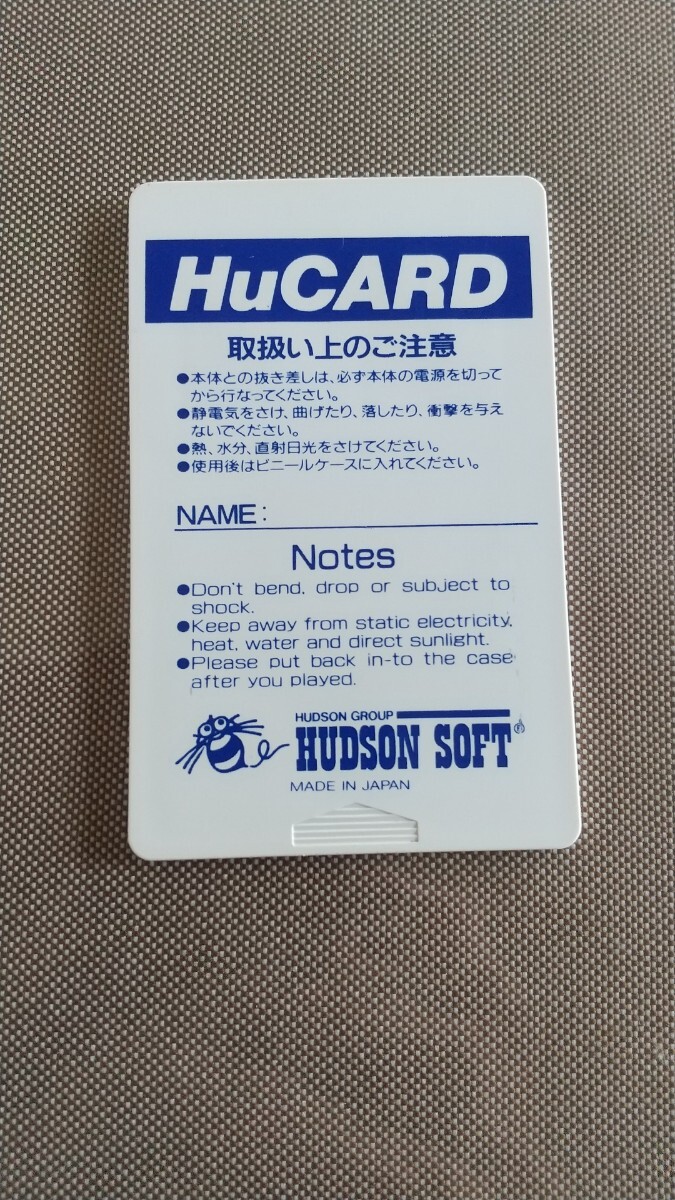 HuCARD
取扱い上のご注意
●本体との抜き差しは、必ず本体の電源を切って
から行なってください。
●静電気をさけ、曲げたり、落したり、衝撃を与え
ないでください。
●熱、水分、直射日光をさけてください。
●使用後はビニールケースに入れてください。
NAME:
Notes
●Don't bend, drop or subject to
shock.
●Keep away from static electricity,
heat, water and direct sunlight.
●Please put back in-to the case
after you played.
HUDSON GROUP
HUDSON SOFT®
MADE IN JAPAN